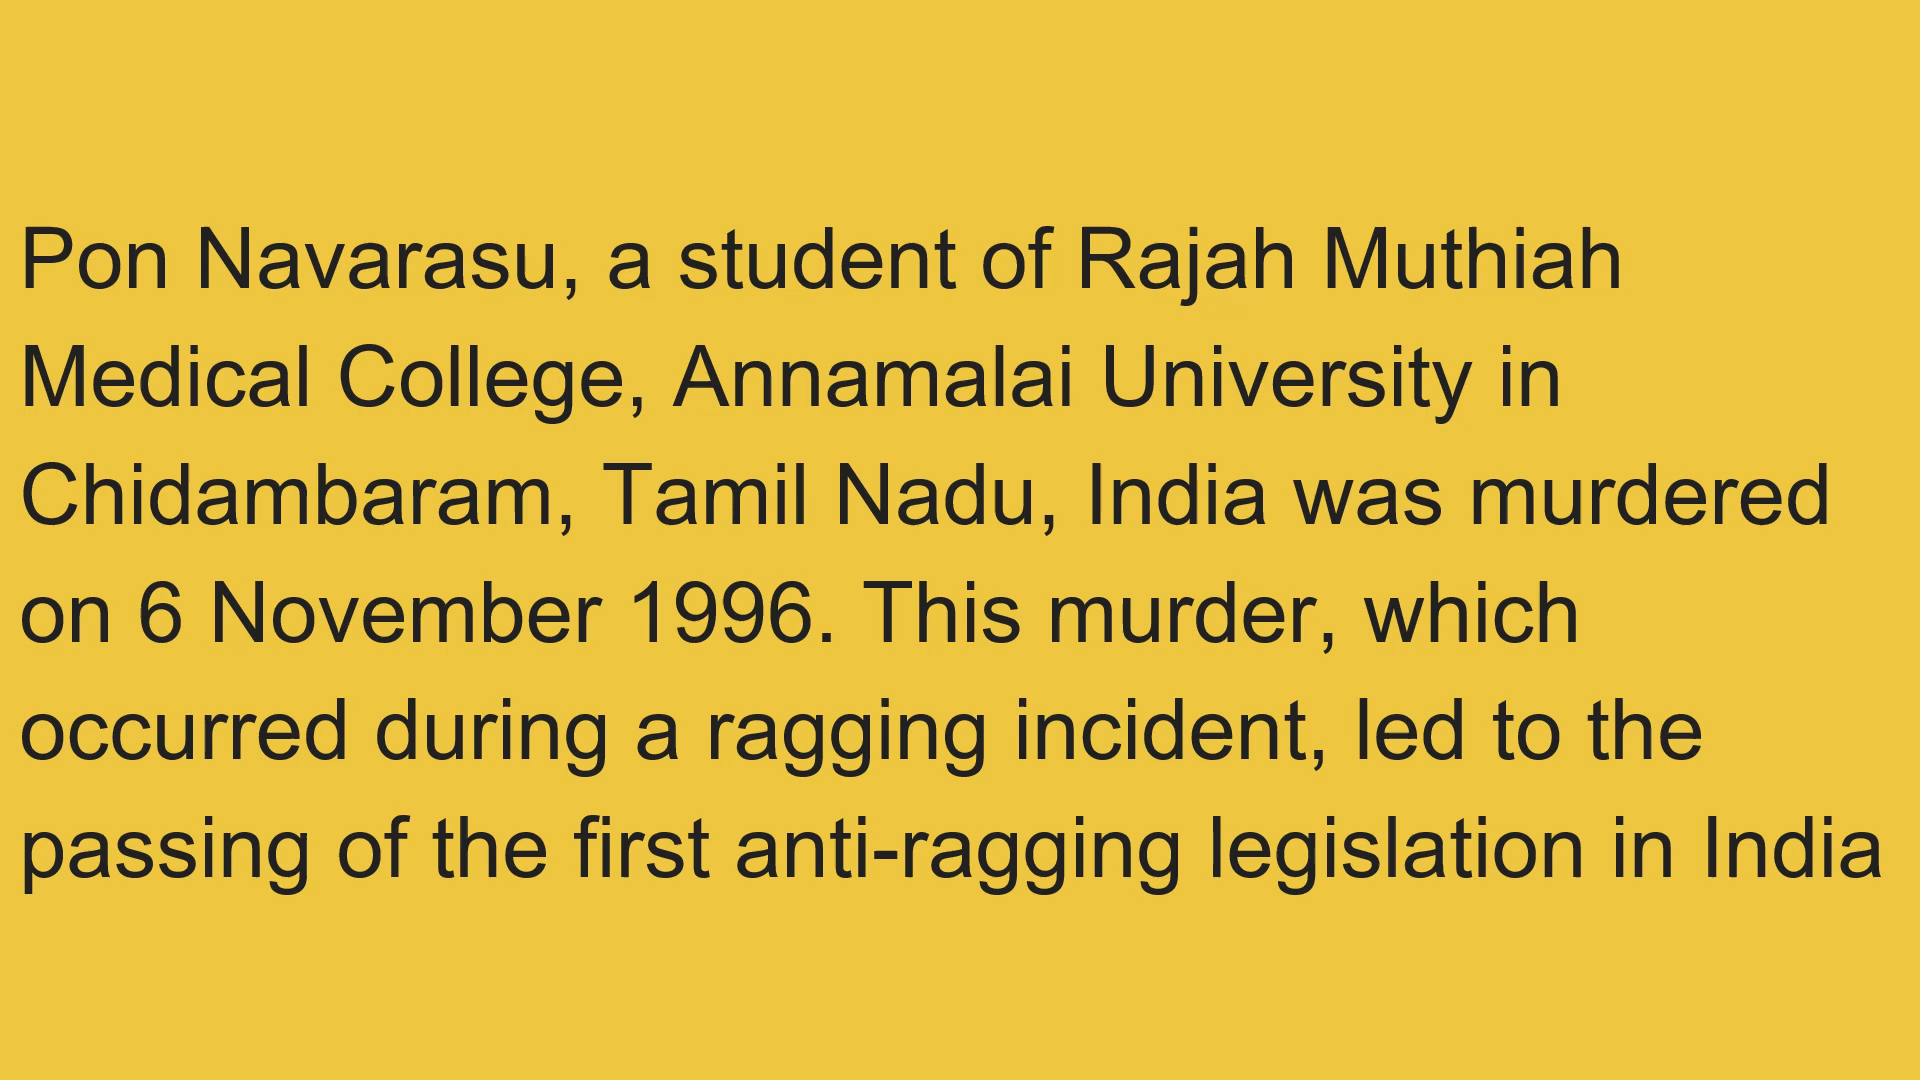 Pon Navarasu, a student of Rajah Muthiah
Medical College, Annamalai University in
Chidambaram, Tamil Nadu, India was murdered
on 6 November 1996. This murder, which
occurred during a ragging incident, led to the
passing of the first anti-ragging legislation in India